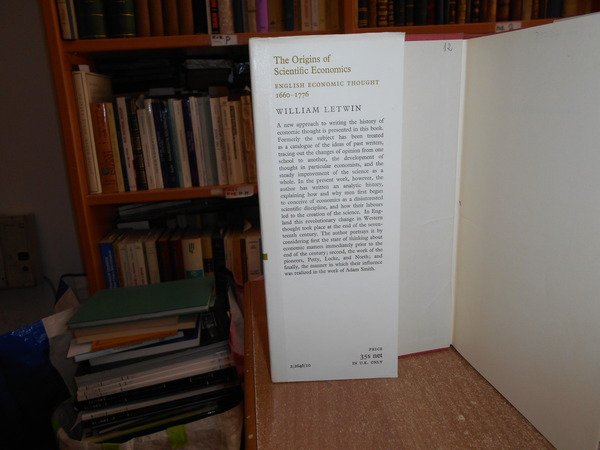 The Origins of
Scientific Economics
ENGLISH ECONOMIC THOUGHT
1660–1776
WILLIAM LETWIN
A new approach to writing the history of
economic thought is presented in this book.
Formerly the subject has been treated
as a catalogue of the ideas of past writers,
tracing out the changes of opinion from one
school to another, the development of
thought in particular economists, and the
steady improvement of the science as a
whole. In the present work, however, the
author has written an analytic history,
explaining how and why men first began
to conceive of economics as a disinterested
scientific discipline, and how their labours
led to the creation of the science. In Eng-
land this revolutionary change in Western
thought took place at the end of the seven-
teenth century. The author portrays it by
considering first the state of thinking about
economic matters immediately prior to the
end of the century; second, the work of the
pioneers, Petty, Locke, and North; and
finally, the manner in which their influence
was realized in the work of Adam Smith.
PRICE
35s net
IN U.K. ONLY
2/2646/10
12